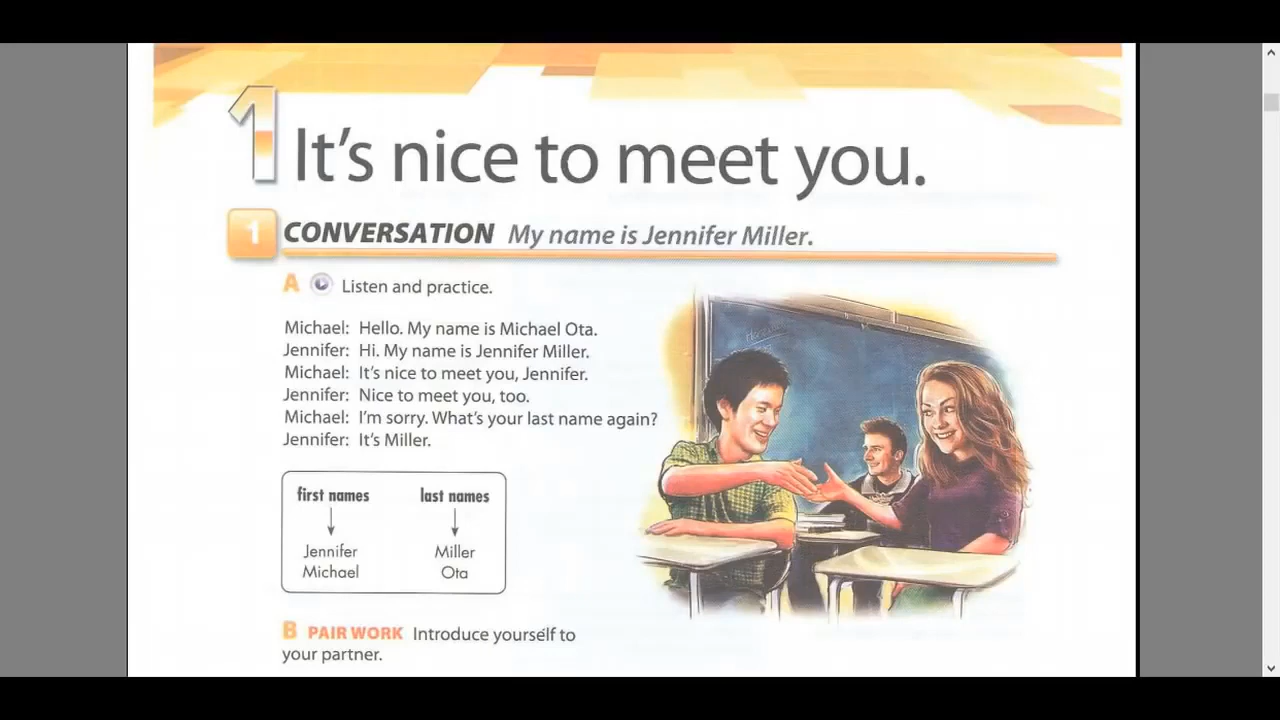 1 It's nice to meet you.
1 CONVERSATION My name is Jennifer Miller.
A Listen and practice.
Michael: Hello. My name is Michael Ota.
Jennifer: Hi. My name is Jennifer Miller.
Michael: It's nice to meet you, Jennifer.
Jennifer: Nice to meet you, too.
Michael: I'm sorry. What's your last name again?
Jennifer: It's Miller.
first names last names
Jennifer Miller
Michael Ota
B PAIR WORK Introduce yourself to
your partner.